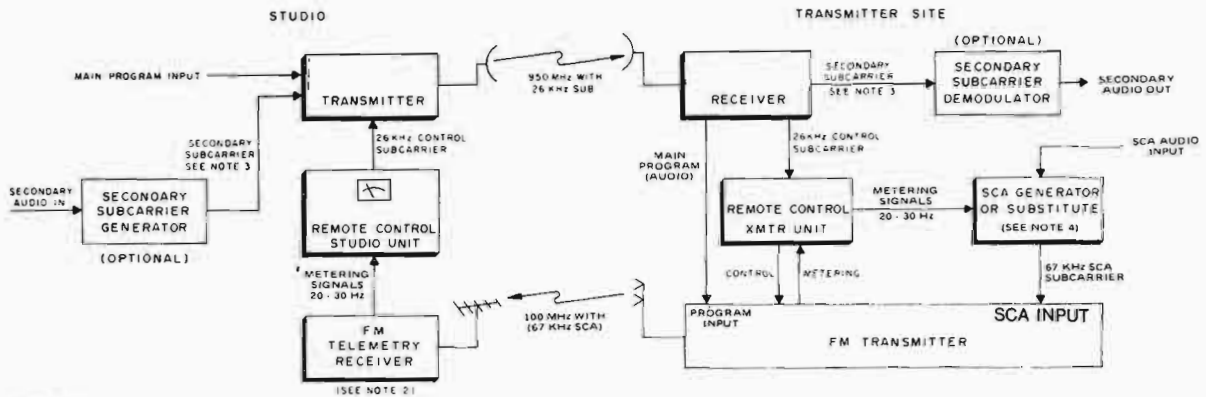 STUDIO
TRANSMITTER SITE
MAIN PROGRAM INPUT
TRANSMITTER
950 MHz WITH
26 KHz SUB
RECEIVER
SECONDARY
SUBCARRIER
SEE NOTE 3
(OPTIONAL)
SECONDARY
SUBCARRIER
DEMODULATOR
SECONDARY
AUDIO OUT
SECONDARY
SUBCARRIER
SEE NOTE 3
26 KHz CONTROL
SUBCARRIER
MAIN
PROGRAM
(AUDIO)
26 KHz CONTROL
SUBCARRIER
SCA AUDIO
INPUT
SECONDARY
AUDIO IN
SECONOARY
SUBCARRIER
GENERATOR
(OPTIONAL)
REMOTE CONTROL
STUDIO UNIT
REMOTE CONTROL
XMTR UNIT
METERING
SIGNALS
20 - 30 Hz
SCA GENERATOR
OR SUBSTITUTE
(SEE NOTE 4)
METERING
SIGNALS
20 - 30 Hz
CONTROL
METERING
67 KHz SCA
SUBCARRIER
FM
TELEMETRY
RECEIVER
(SEE NOTE 2)
100 MHz WITH
(67 KHz SCA)
PROGRAM
INPUT
SCA INPUT
FM TRANSMITTER